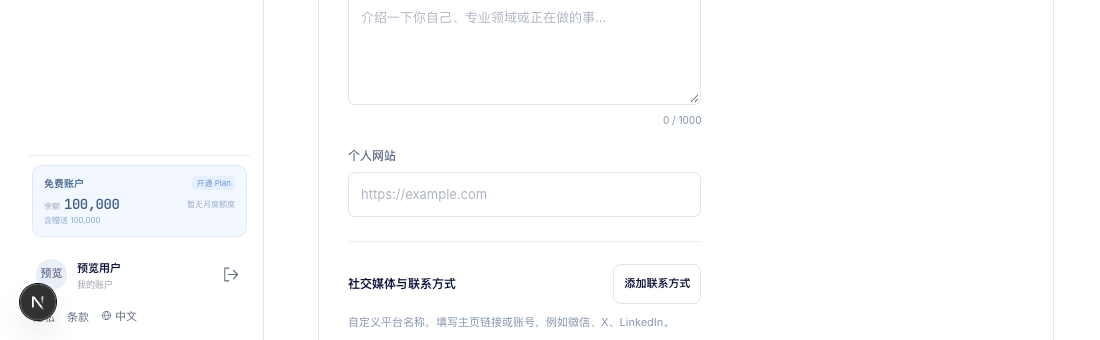 介绍一下你自己、专业领域或正在做的事...
0 / 1000
个人网站
https://example.com
社交媒体与联系方式
添加联系方式
自定义平台名称，填写主页链接或账号，例如微信、X、LinkedIn。
免费账户
开通 Plan
余额 100,000
暂无月度额度
含赠送 100,000
预览
预览用户
我的账户
N
条款
中文